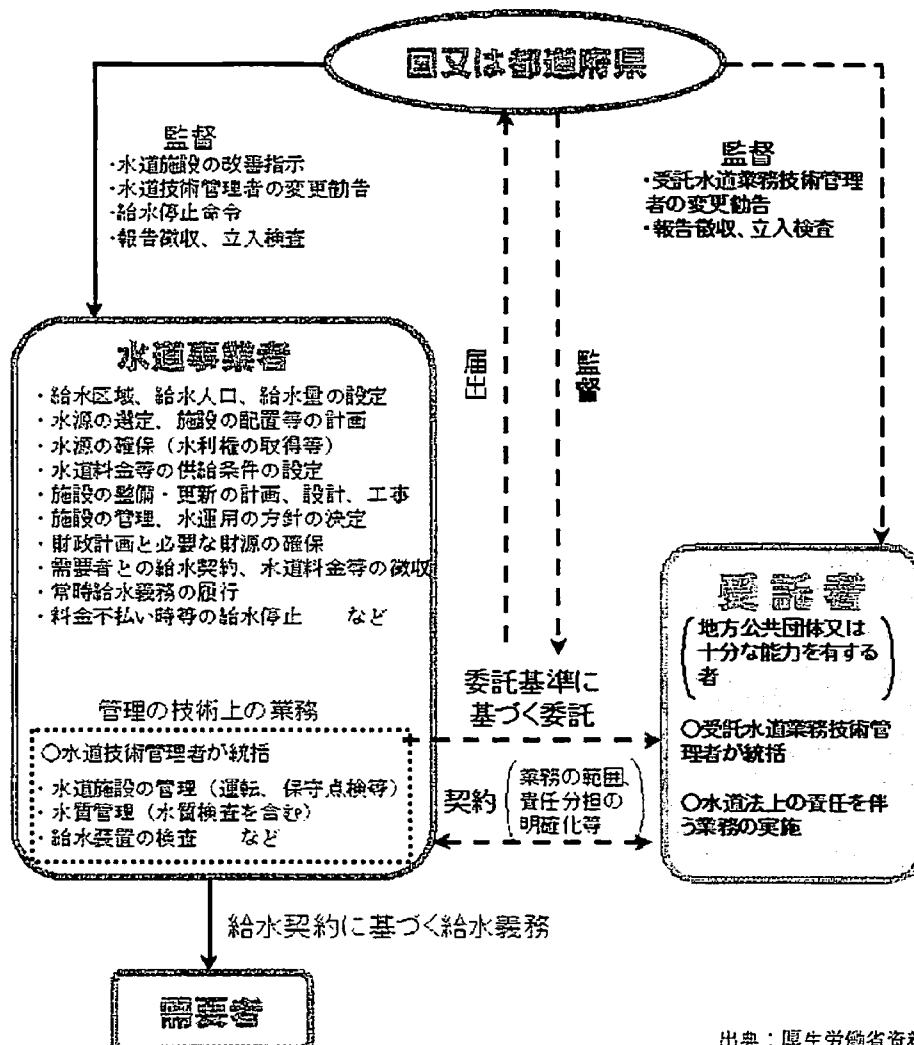 国又は都道府県
監督
・水道施設の改善指示
・水道技術管理者の変更勧告
・給水停止命令
・報告徴収、立入検査
監督
・受託水道業務技術管理
者の変更勧告
・報告徴収、立入検査
水道事業者
・給水区域、給水人口、給水量の設定
・水源の選定、施設の配置等の計画
・水源の確保（水利権の取得等）
・水道料金等の供給条件の設定
・施設の整備・更新の計画、設計、工事
・施設の管理、水運用の方針の決定
・財政計画と必要な財源の確保
・需要者との給水契約、水道料金等の徴収
・常時給水義務の履行
・料金不払い時等の給水停止　など
届出
監督
管理の技術上の業務
○水道技術管理者が統括
・水道施設の管理（運転、保守点検等）
・水質管理（水質検査を含む）
・給水装置の検査　など
委託基準に
基づく委託
契約
（業務の範囲、
責任分担の
明確化等）
受託者
（地方公共団体又は
十分な能力を有する
者）
○受託水道業務技術管
理者が統括
○水道法上の責任を伴
う業務の実施
給水契約に基づく給水義務
需要者
出典：厚生労働省資